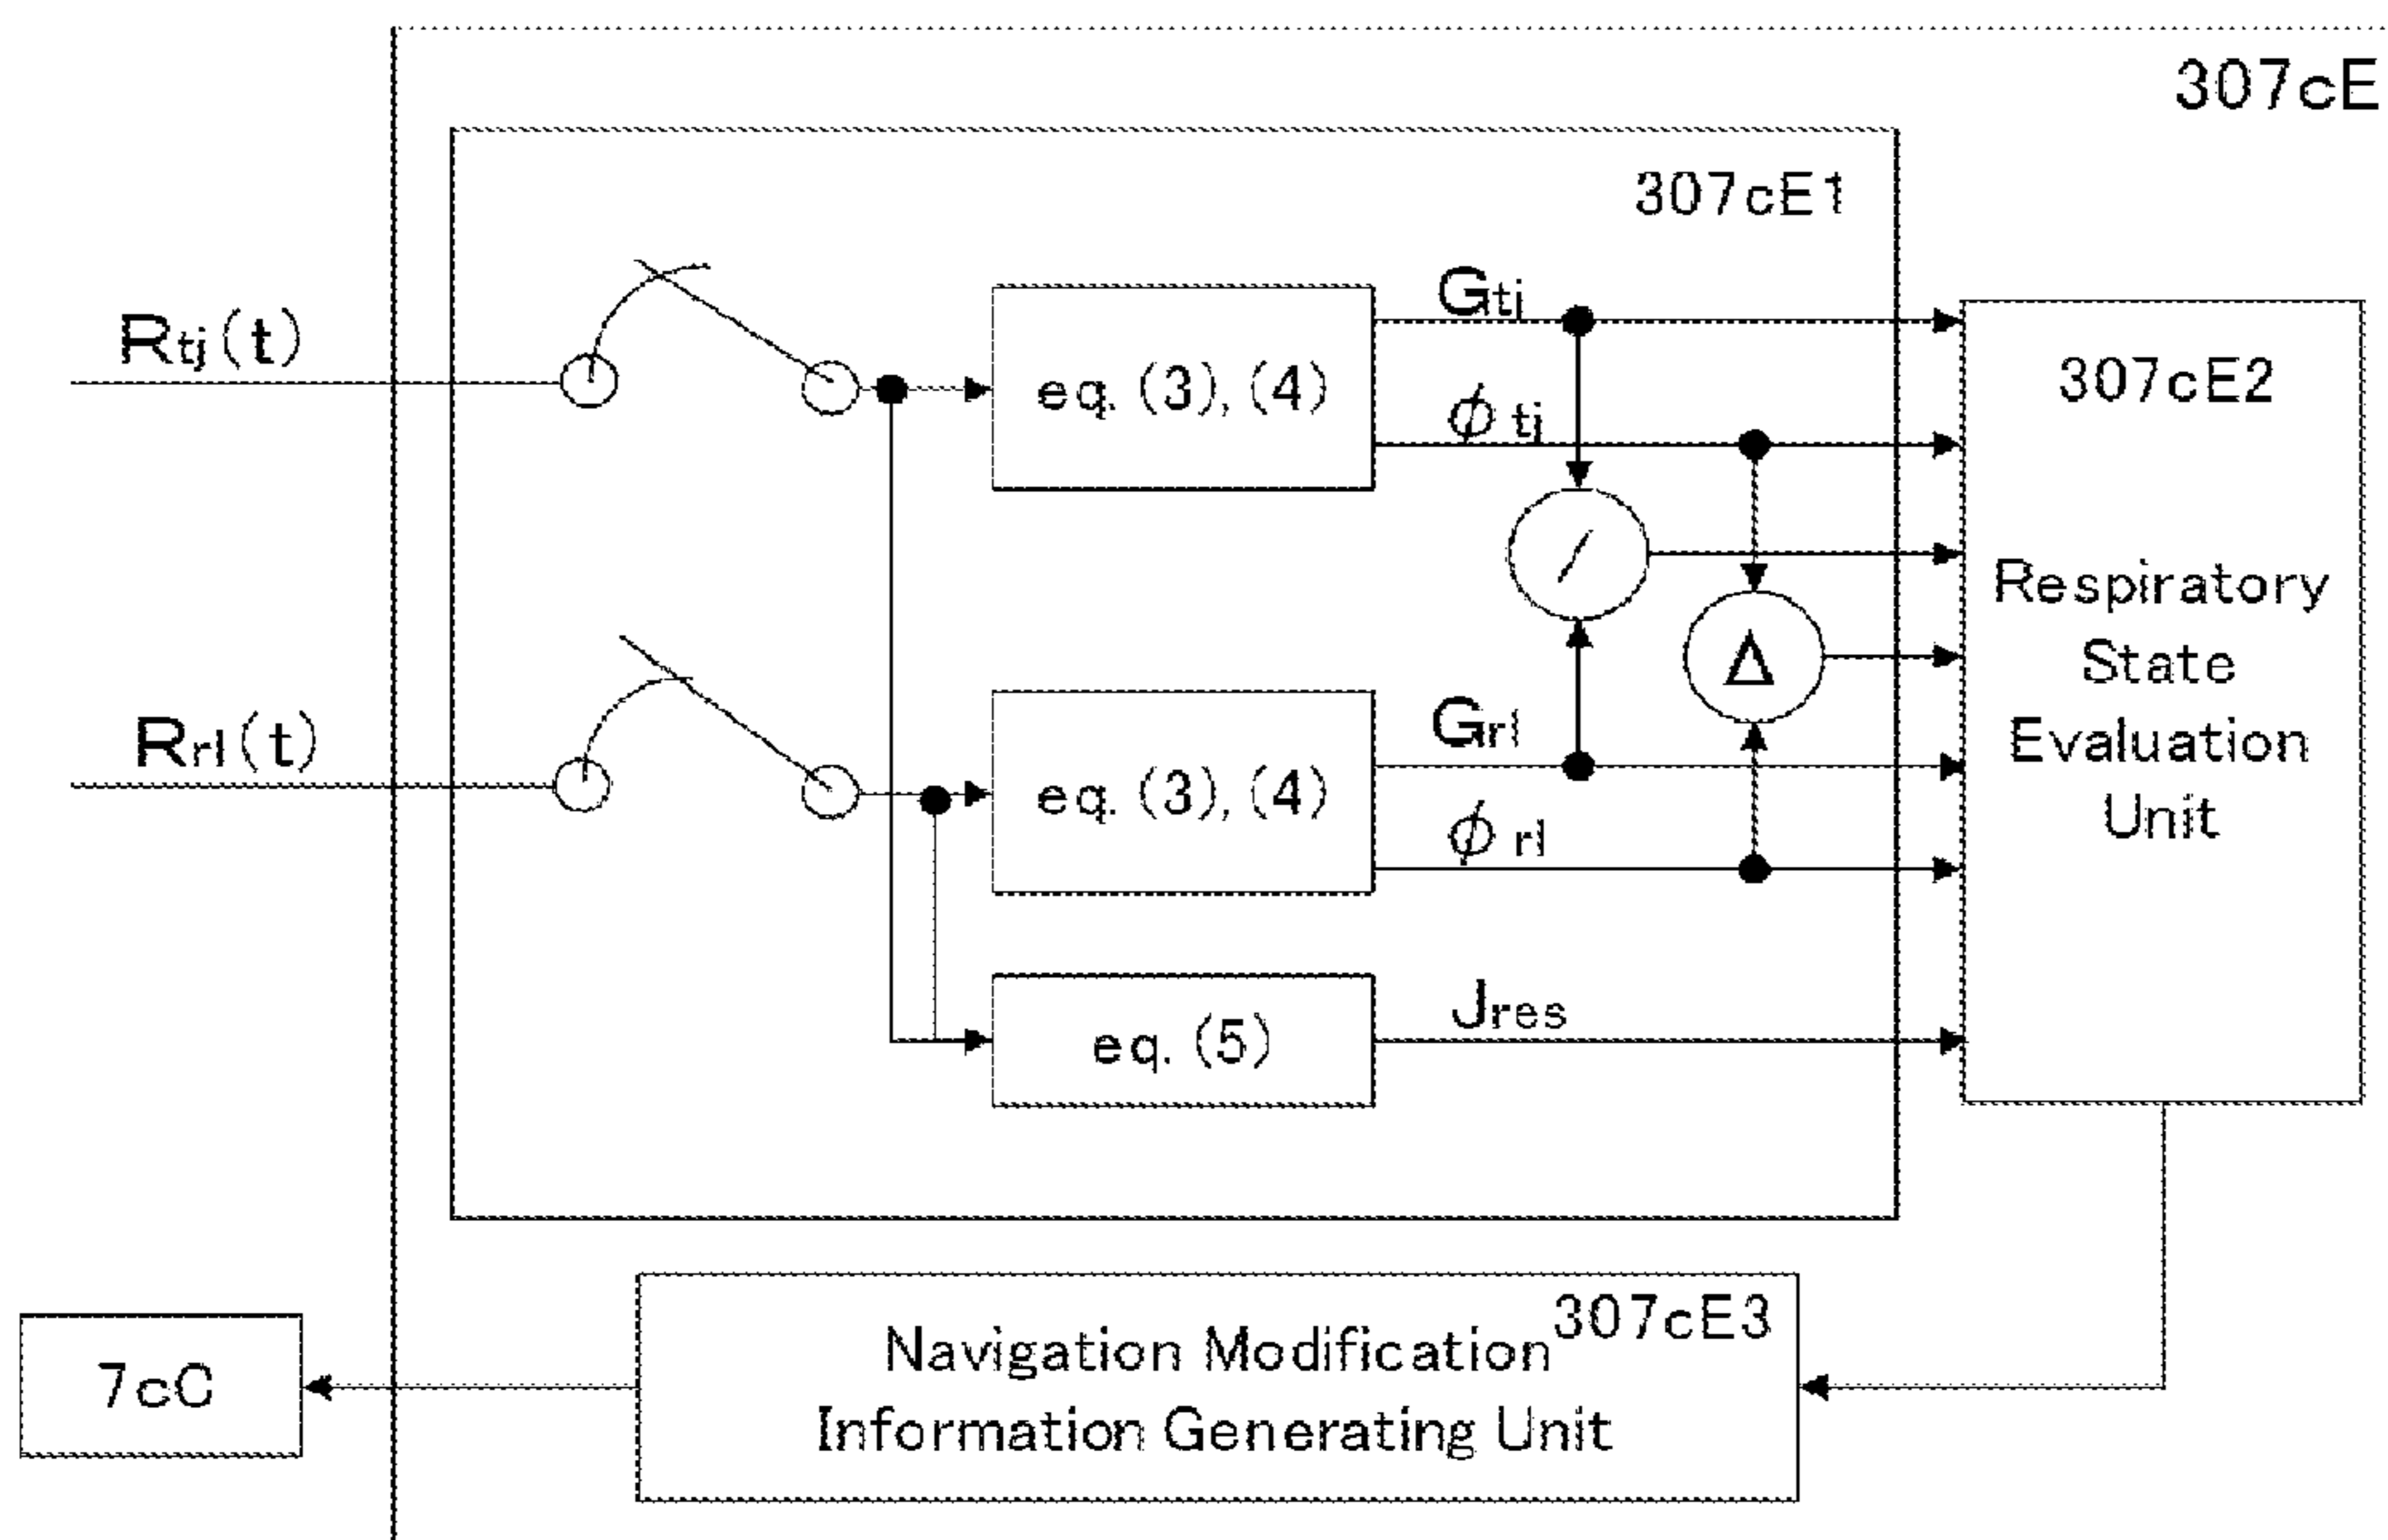 307cE
307cE1
Rtj(t)
eq. (3), (4)
Gtj
ϕ tj
/
Δ
307cE2
Respiratory
State
Evaluation
Unit
Rrl(t)
eq. (3), (4)
Grl
ϕ rl
eq. (5)
Jres
307cE3
Navigation Modification
Information Generating Unit
7cC